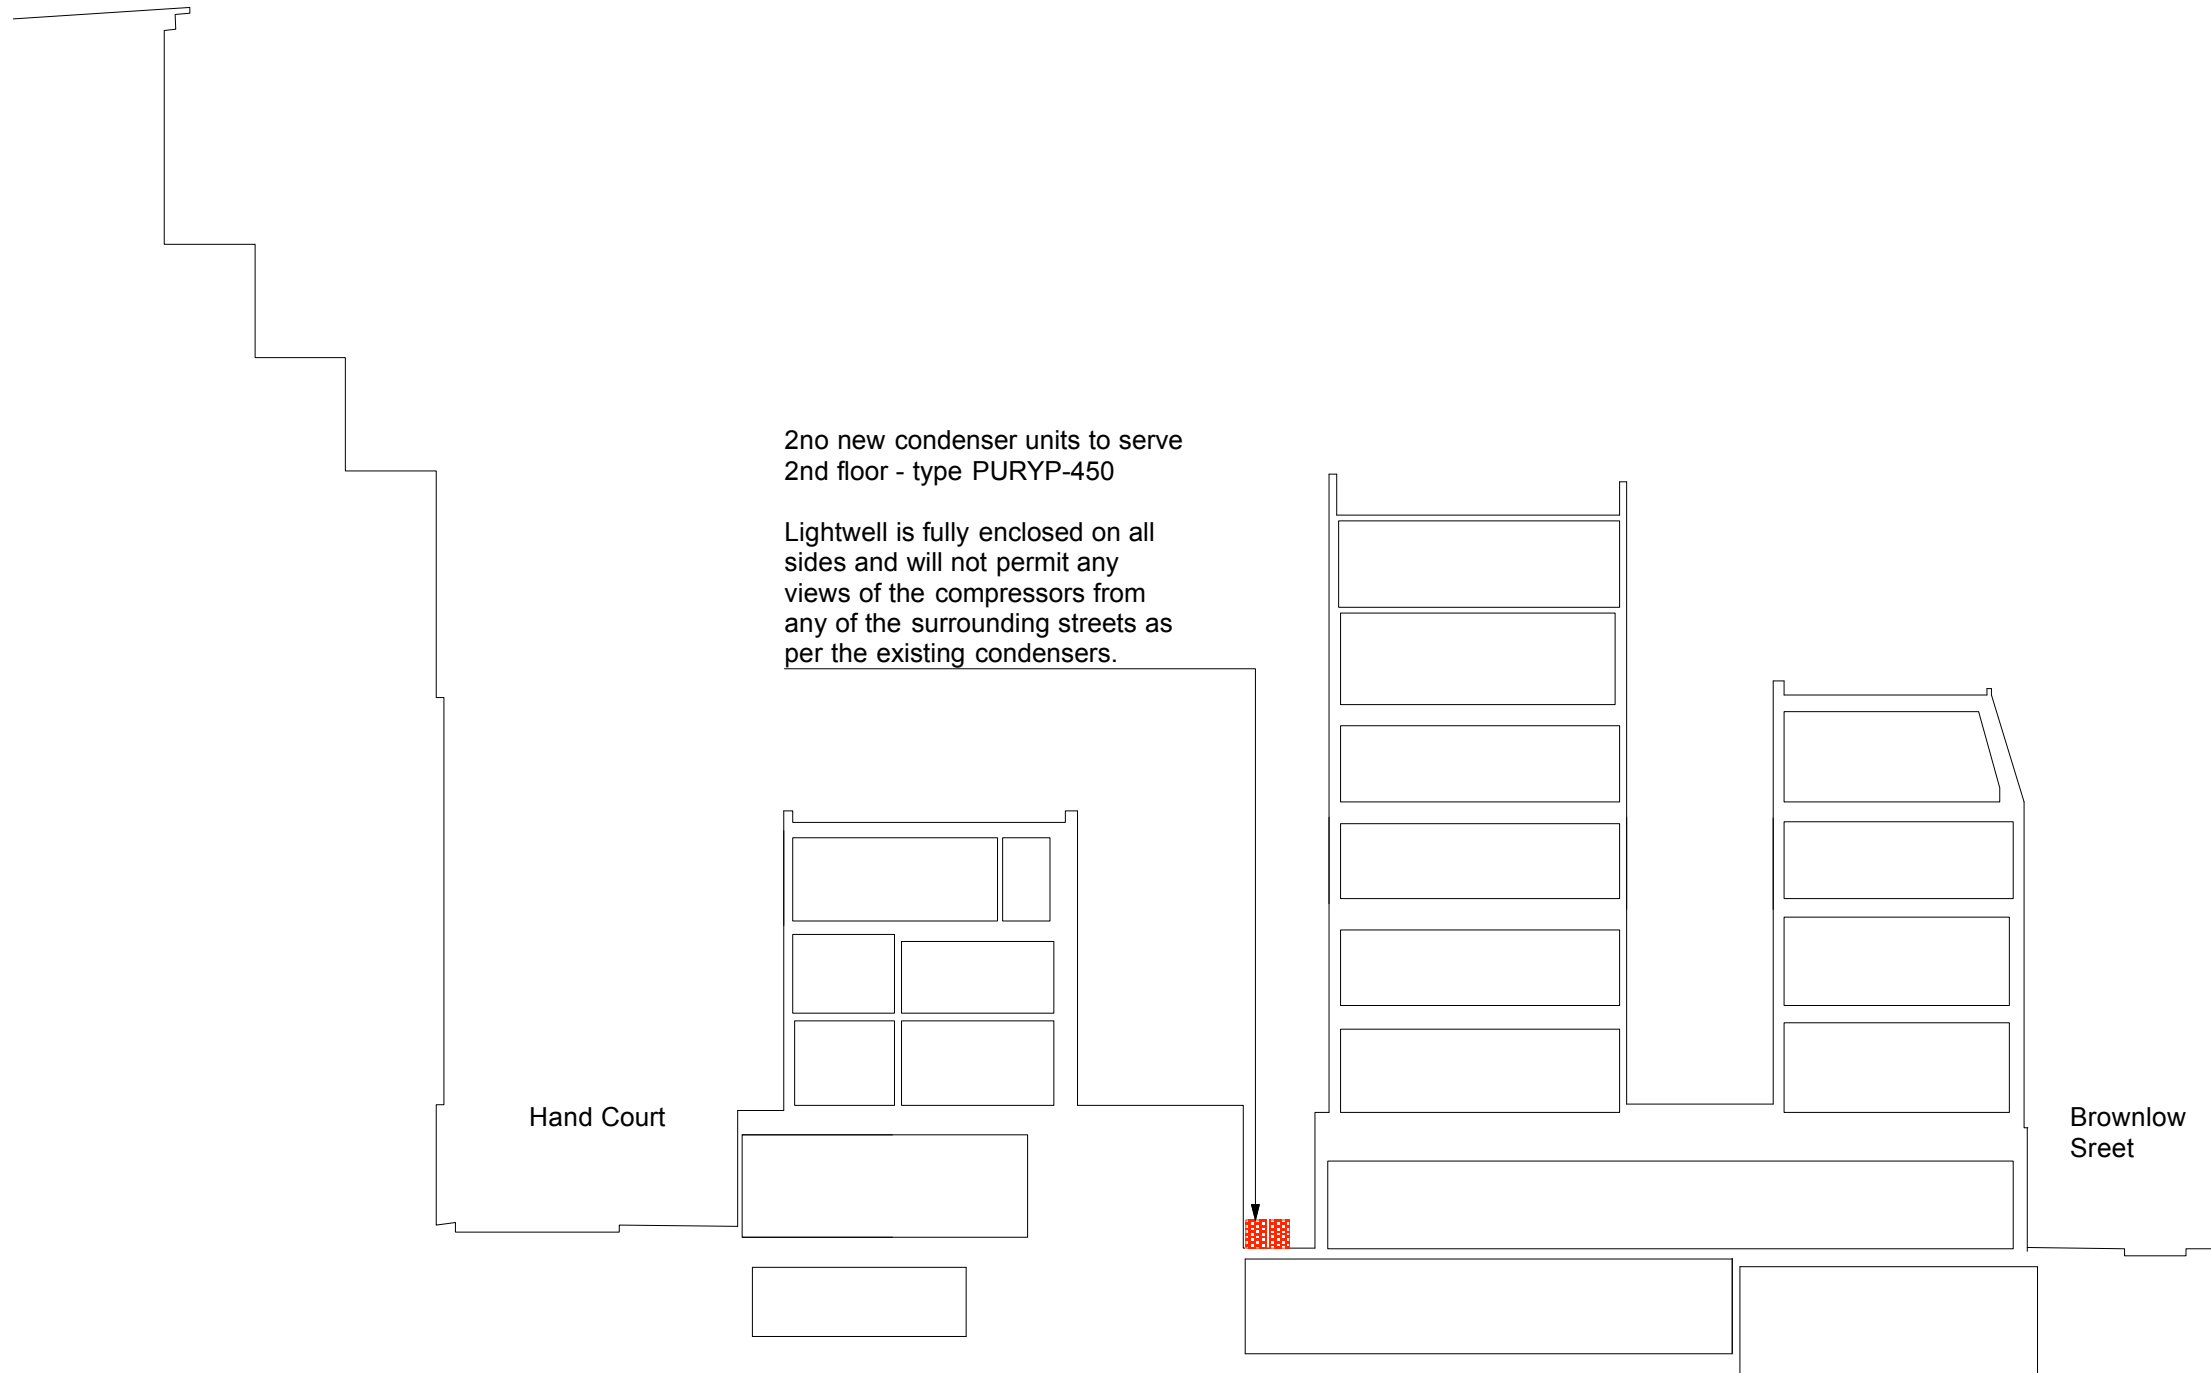 2no new condenser units to serve
2nd floor - type PURYP-450
Lightwell is fully enclosed on all
sides and will not permit any
views of the compressors from
any of the surrounding streets as
per the existing condensers.
Hand Court
Brownlow
Sreet